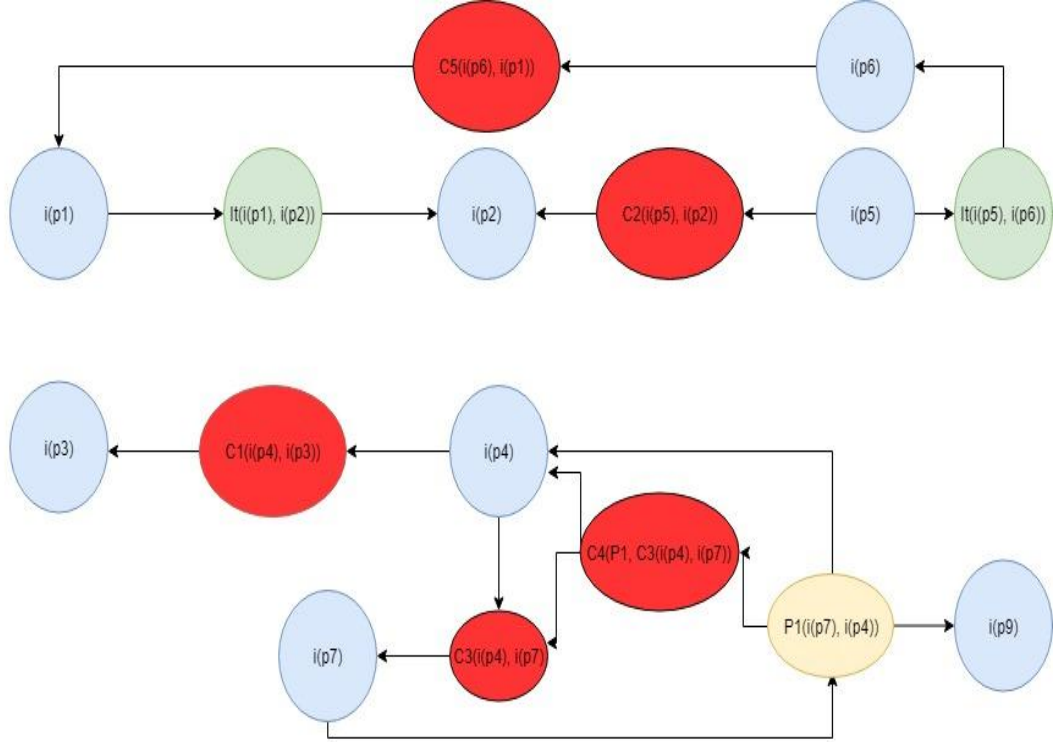 C5(i(p6), i(p1))
i(p6)
i(p1)
It(i(p1), i(p2))
i(p2)
C2(i(p5), i(p2))
i(p5)
It(i(p5), i(p6))
i(p3)
C1(i(p4), i(p3))
i(p4)
C4(P1, C3(i(p4), i(p7))
i(p7)
C3(i(p4), i(p7)
P1(i(p7), i(p4))
i(p9)